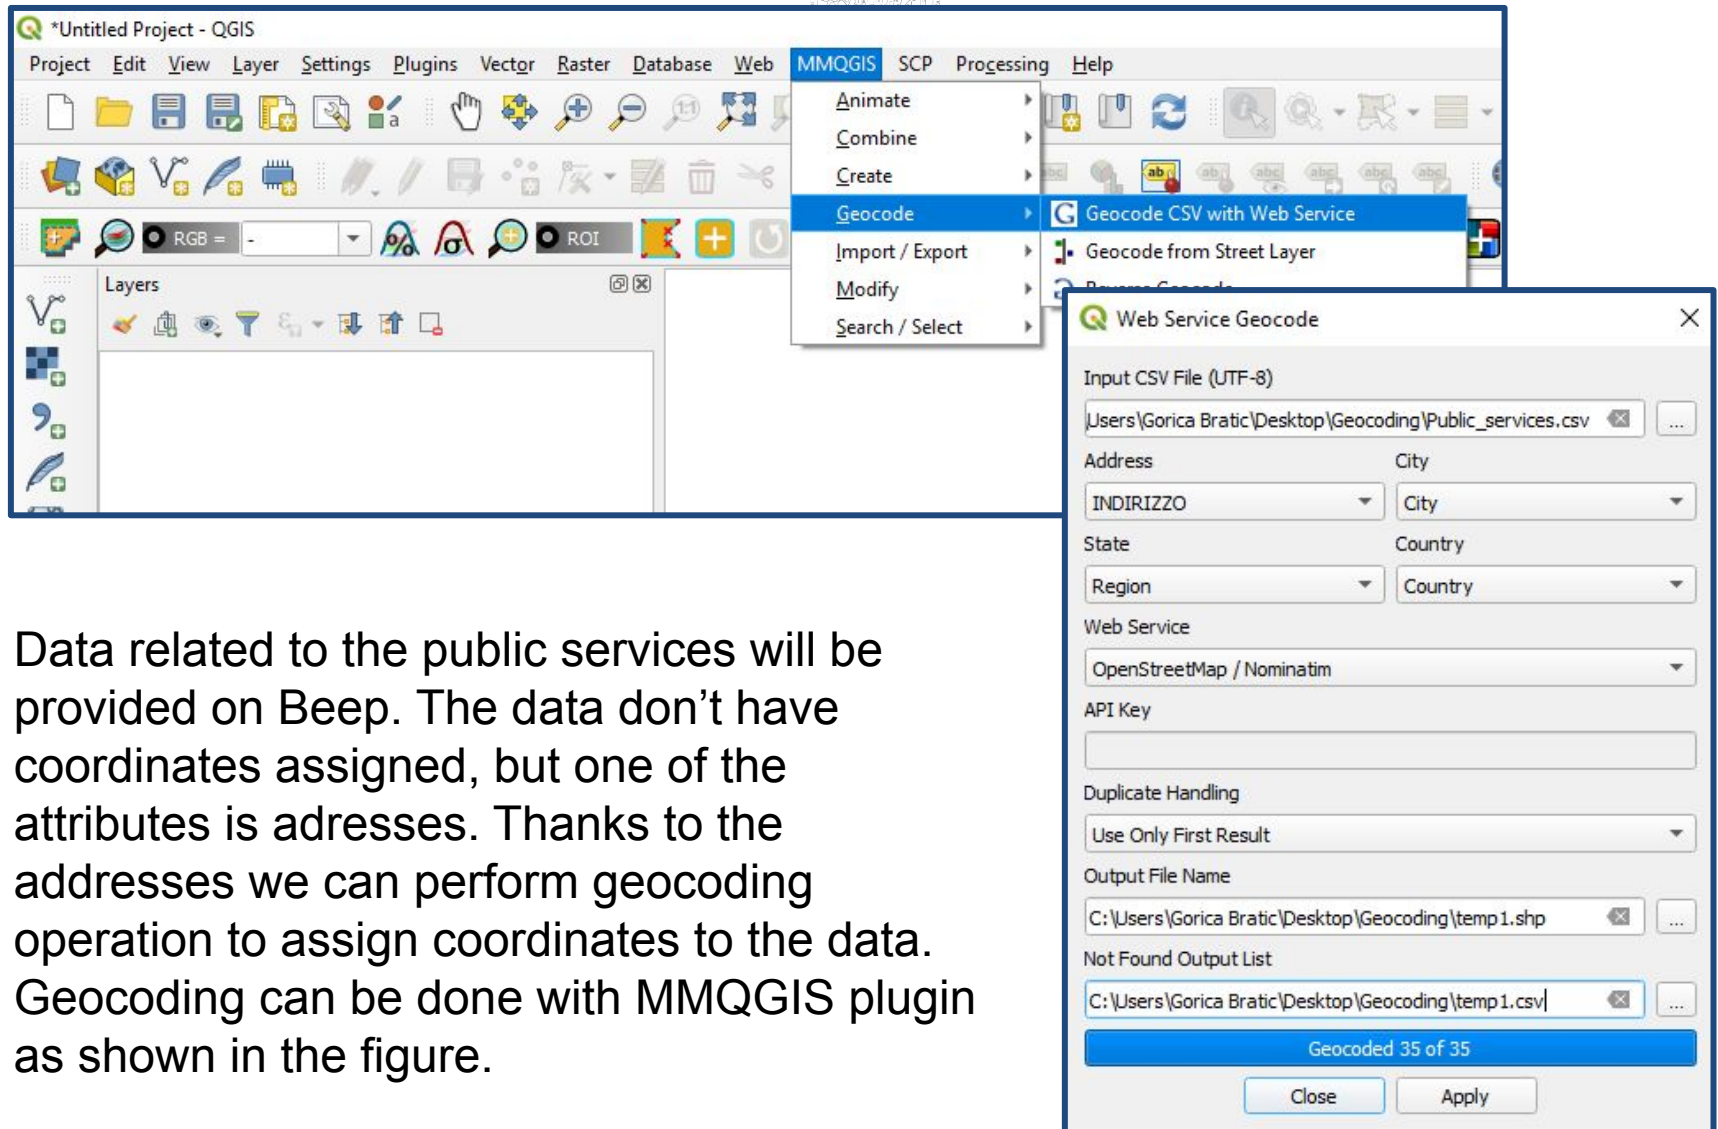 *Untitled Project - QGIS
Project Edit View Layer Settings Plugins Vector Raster Database Web MMQGIS SCP Processing Help
Animate
Combine
Create
Geocode
Import / Export
Modify
Search / Select
Geocode CSV with Web Service
Geocode from Street Layer
RGB = -
ROI
Layers
Web Service Geocode
Input CSV File (UTF-8)
Users\Gorica Bratic\Desktop\Geocoding\Public_services.csv
...
Address City
INDIRIZZO City
State Country
Region Country
Web Service
OpenStreetMap / Nominatim
API Key
Duplicate Handling
Use Only First Result
Output File Name
C:\Users\Gorica Bratic\Desktop\Geocoding\temp1.shp
...
Not Found Output List
C:\Users\Gorica Bratic\Desktop\Geocoding\temp1.csv
...
Geocoded 35 of 35
Close Apply
Data related to the public services will be
provided on Beep. The data don’t have
coordinates assigned, but one of the
attributes is adresses. Thanks to the
addresses we can perform geocoding
operation to assign coordinates to the data.
Geocoding can be done with MMQGIS plugin
as shown in the figure.